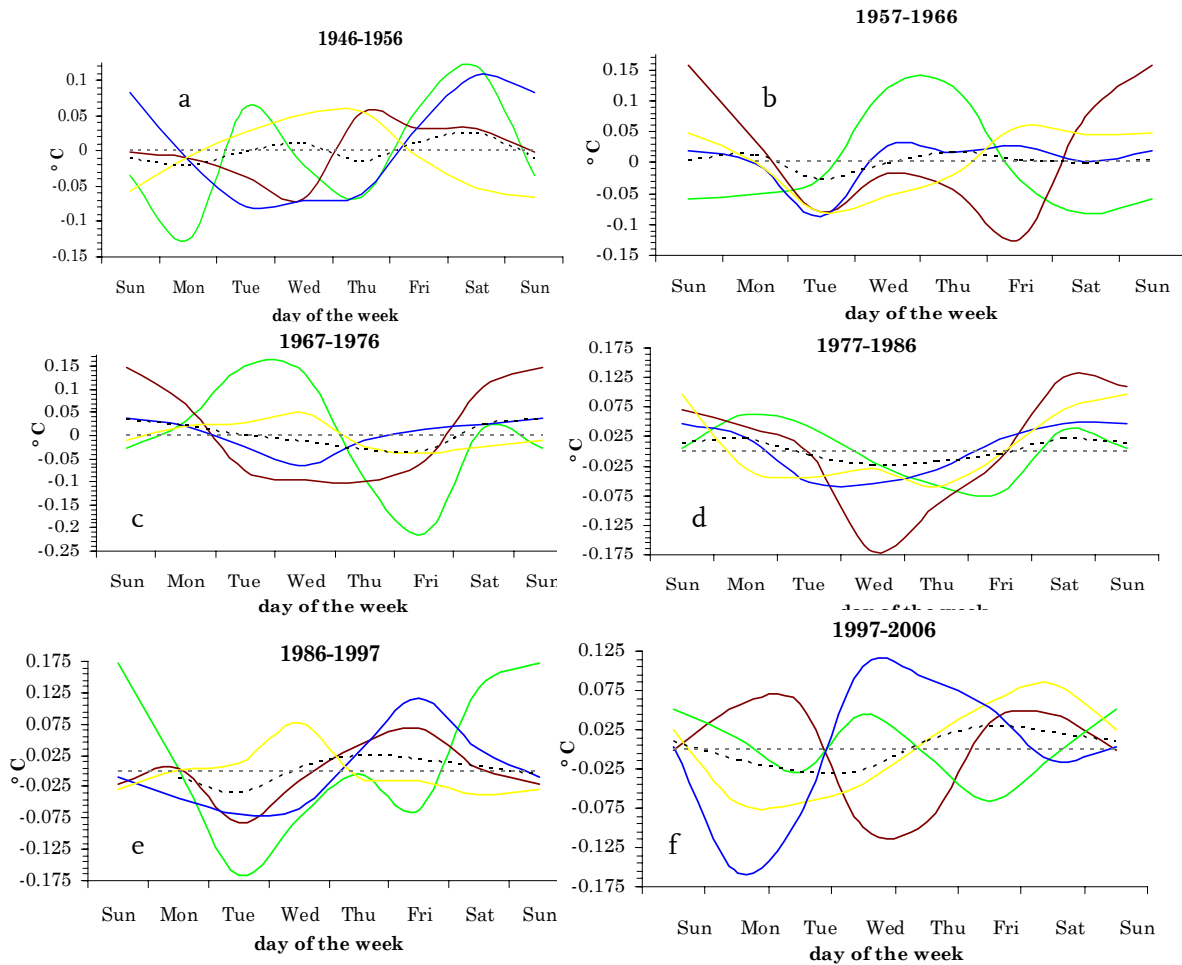 1946-1956
a
°C
0.1
0.05
0
-0.05
-0.1
-0.15
Sun Mon Tue Wed Thu Fri Sat Sun
day of the week
1957-1966
b
°C
0.15
0.1
0.05
0
-0.05
-0.1
-0.15
Sun Mon Tue Wed Thu Fri Sat Sun
day of the week
1967-1976
c
°C
0.15
0.1
0.05
0
-0.05
-0.1
-0.15
-0.2
-0.25
Sun Mon Tue Wed Thu Fri Sat Sun
day of the week
1977-1986
d
°C
0.175
0.125
0.075
0.025
-0.025
-0.075
-0.125
-0.175
Sun Mon Tue Wed Thu Fri Sat Sun
day of the week
1986-1997
e
°C
0.175
0.125
0.075
0.025
-0.025
-0.075
-0.125
-0.175
Sun Mon Tue Wed Thu Fri Sat Sun
day of the week
1997-2006
f
°C
0.125
0.075
0.025
-0.025
-0.075
-0.125
-0.175
Sun Mon Tue Wed Thu Fri Sat Sun
day of the week